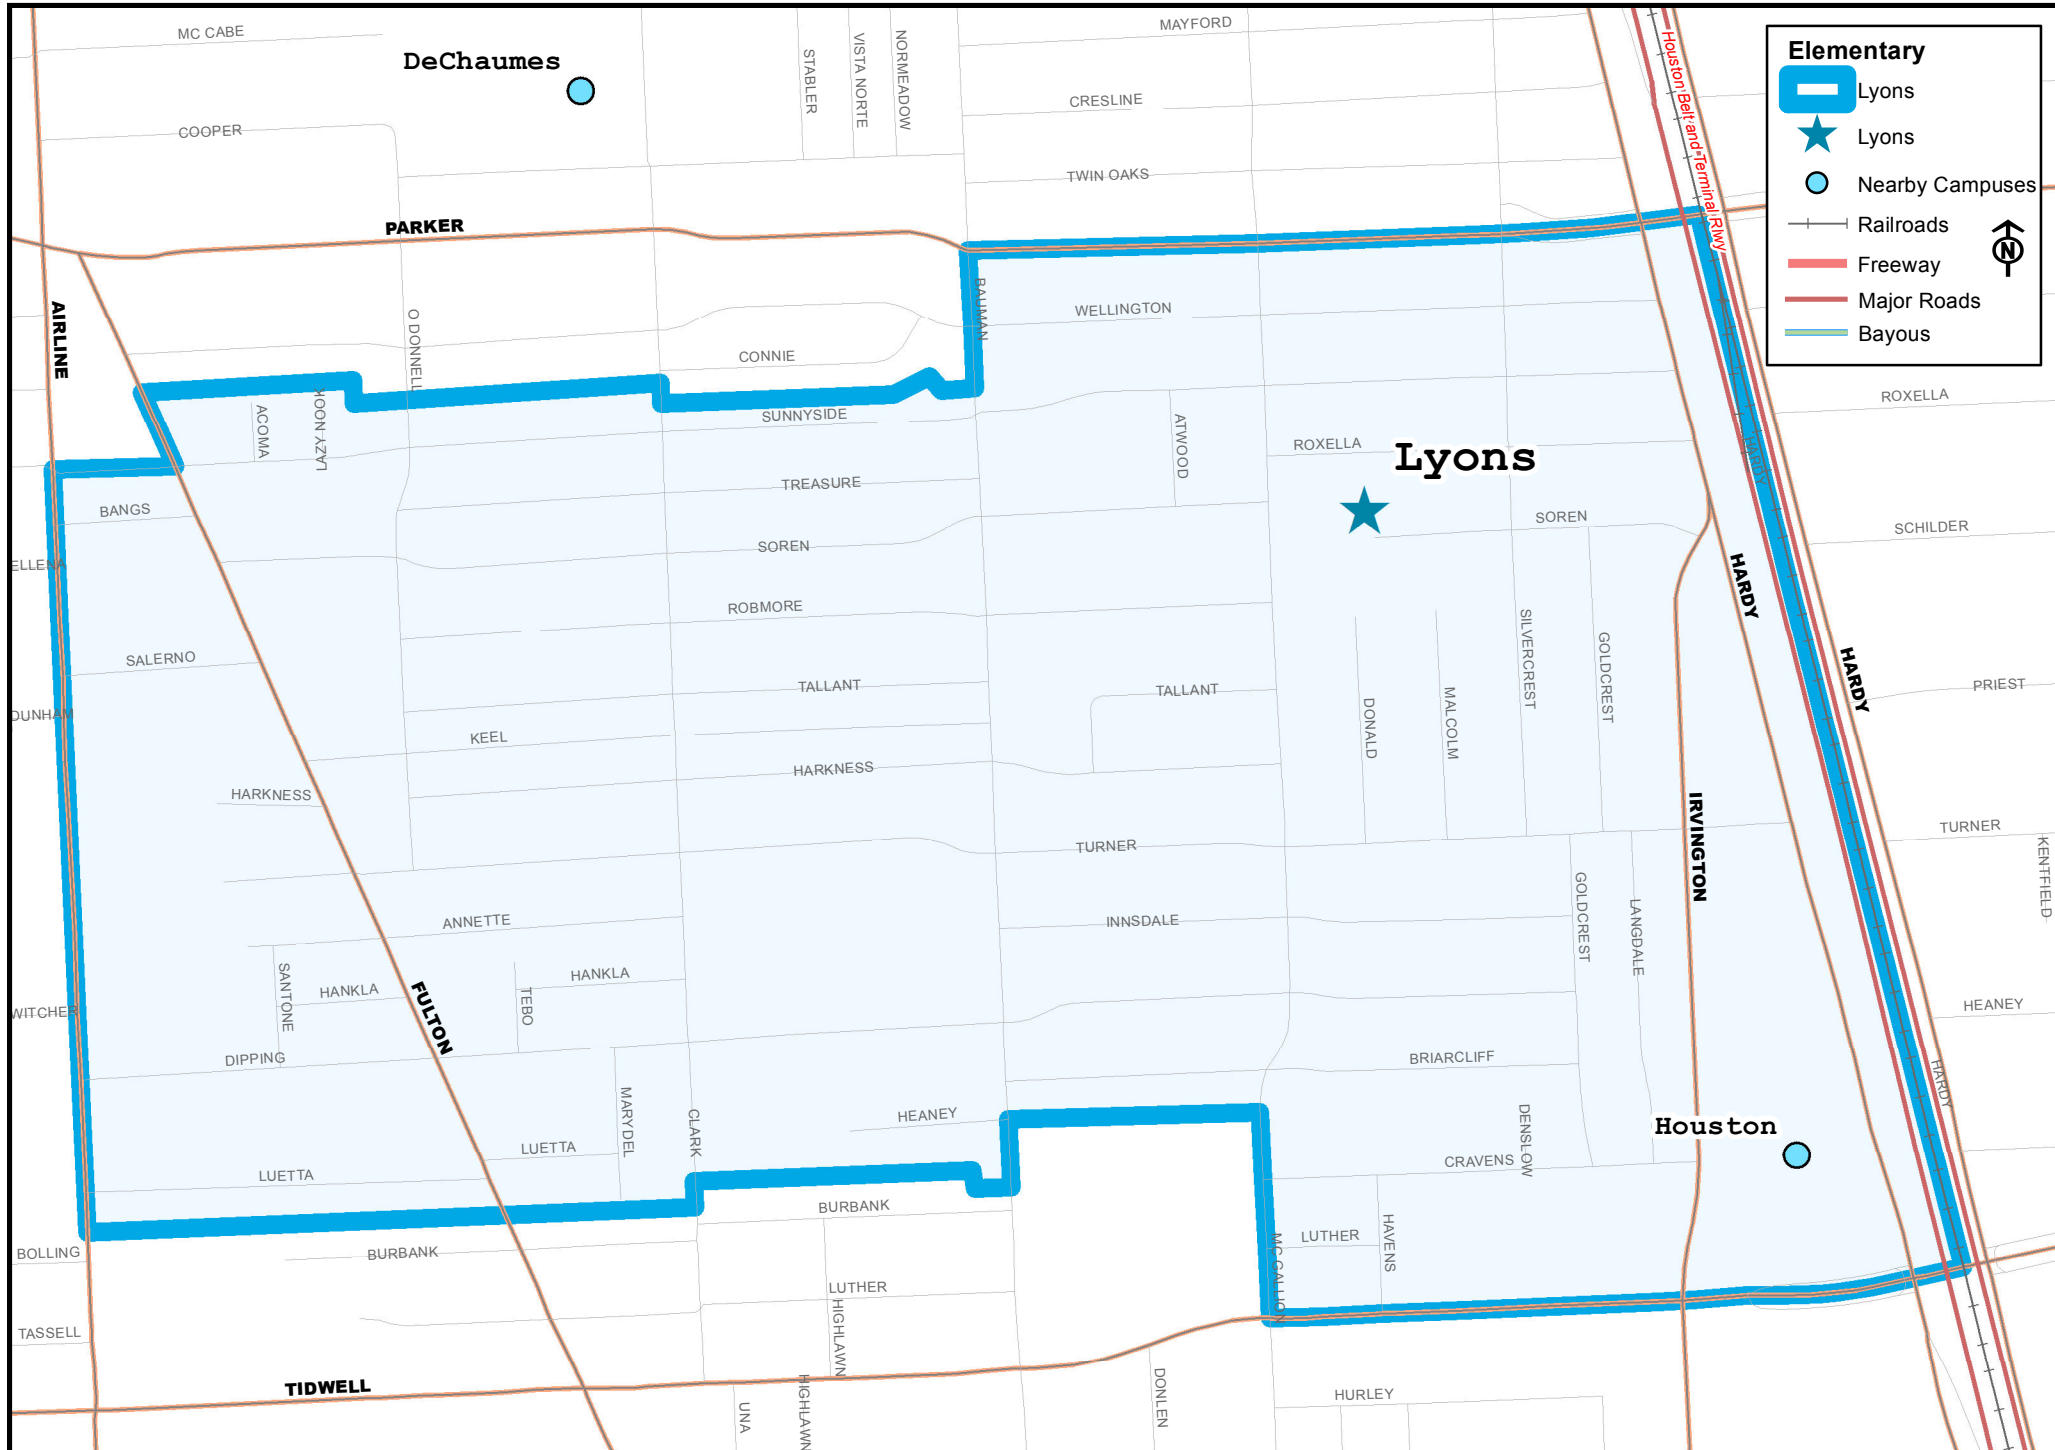 MC CABE
DeChaumes
STABLER
VISTA NORTE
NORMEADOW
MAYFORD
CRESLINE
COOPER
TWIN OAKS
PARKER
Houston Belt and Terminal Rlwy
Elementary
Lyons
Lyons
Nearby Campuses
Railroads
N
Freeway
Major Roads
Bayous
AIRLINE
O DONNELL
CONNIE
BAUMAN
WELLINGTON
ACOMA
LAZY NOOK
SUNNYSIDE
ATWOOD
ROXELLA
Lyons
HARDY
ROXELLA
BANGS
TREASURE
SOREN
SOREN
SCHILDER
ELLENA
ROBMORE
HARDY
SALERNO
TALLANT
TALLANT
DONALD
MALCOLM
SILVERCREST
GOLDCREST
HARDY
PRIEST
DUNHAM
KEEL
HARKNESS
HARKNESS
IRVINGTON
TURNER
TURNER
KENTFIELD
ANNETTE
INNSDALE
GOLDCREST
LANGDALE
SANTONE
HANKLA
FULTON
TEBO
HANKLA
WITCHER
HEANEY
DIPPING
BRIARCLIFF
MARYDEL
CLARK
HEANEY
DENSLOW
Houston
HARDY
LUETTA
LUETTA
CRAVENS
BURBANK
BOLLING
BURBANK
MC GALLION
LUTHER
HAVENS
LUTHER
HIGHLAWN
TASSELL
TIDWELL
UNA
HIGHLAWN
DONLEN
HURLEY